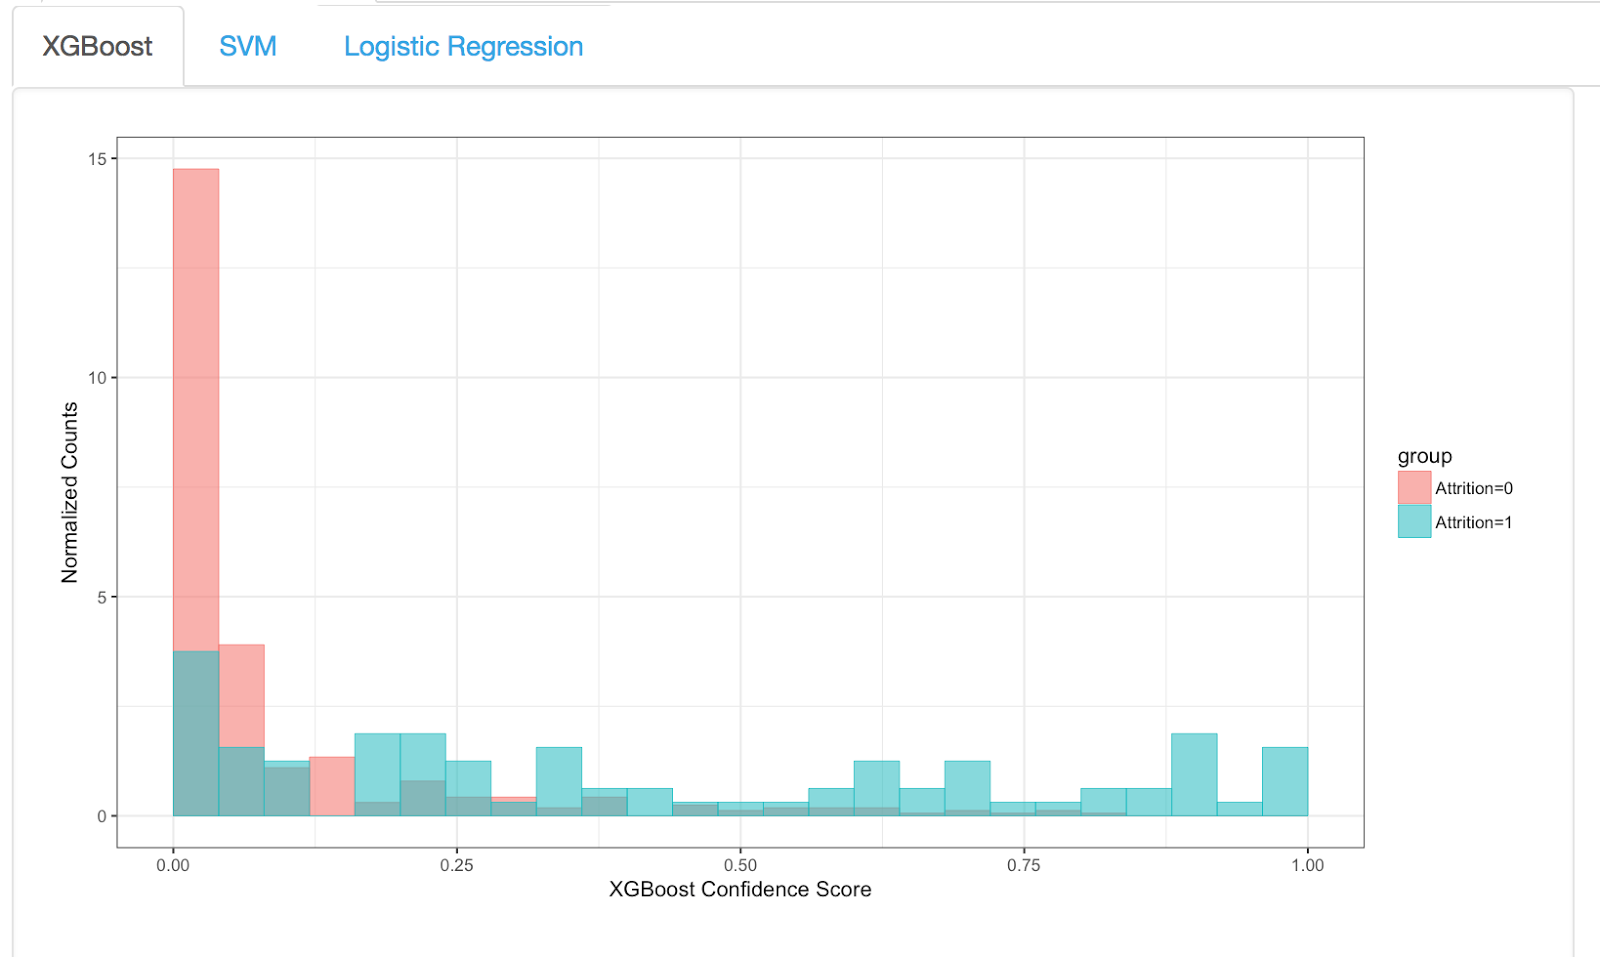 XGBoost SVM Logistic Regression
15
10
5
0
Normalized Counts
0.00 0.25 0.50 0.75 1.00
XGBoost Confidence Score
group
Attrition=0
Attrition=1